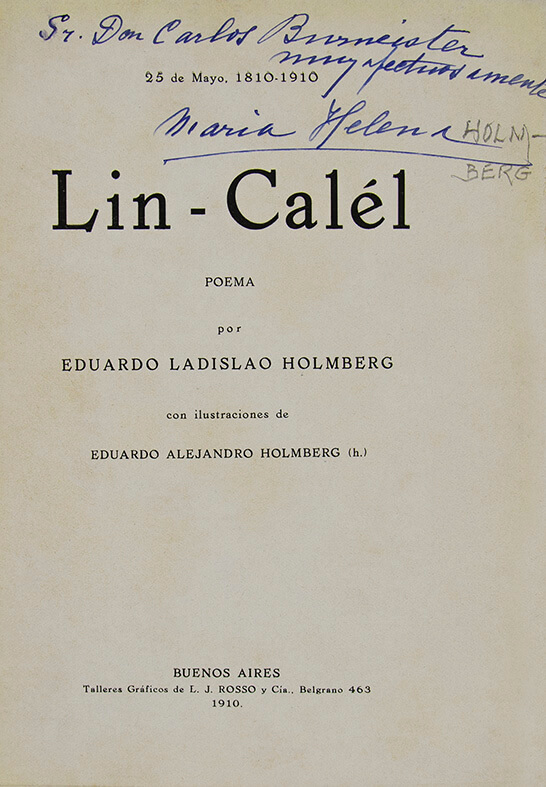 Sr. Don Carlos Burmeister
muy afectuosamente
25 de Mayo, 1810-1910
Maria Helena HOLM-
BERG
Lin - Calél
POEMA
por
EDUARDO LADISLAO HOLMBERG
con ilustraciones de
EDUARDO ALEJANDRO HOLMBERG (h.)
BUENOS AIRES
Talleres Gráficos de L. J. ROSSO y Cía., Belgrano 463
1910.